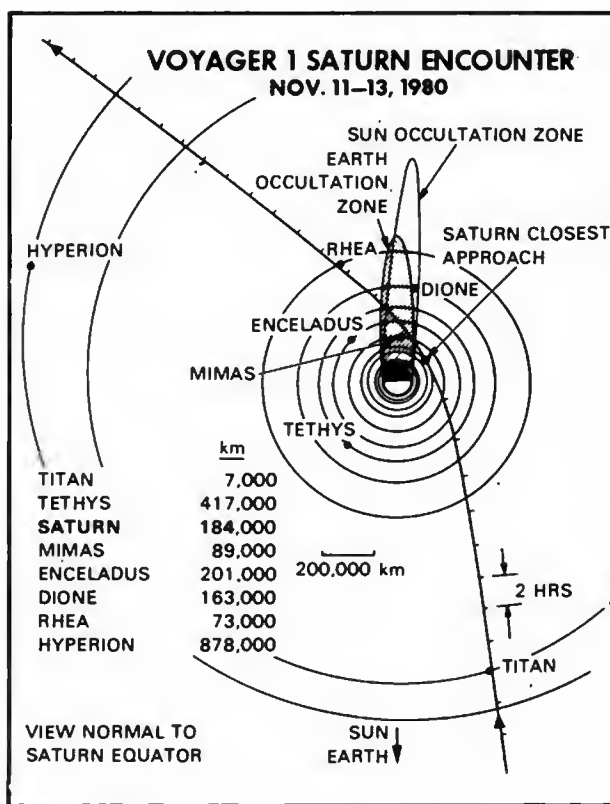 VOYAGER 1 SATURN ENCOUNTER
NOV. 11–13, 1980
SUN OCCULTATION ZONE
EARTH
OCCULTATION
ZONE
SATURN CLOSEST
APPROACH
HYPERION
RHEA
DIONE
ENCELADUS
MIMAS
TETHYS
km
TITAN 7,000
TETHYS 417,000
SATURN 184,000
MIMAS 89,000
ENCELADUS 201,000
DIONE 163,000
RHEA 73,000
HYPERION 878,000
200,000 km
2 HRS
TITAN
VIEW NORMAL TO
SATURN EQUATOR
SUN
EARTH